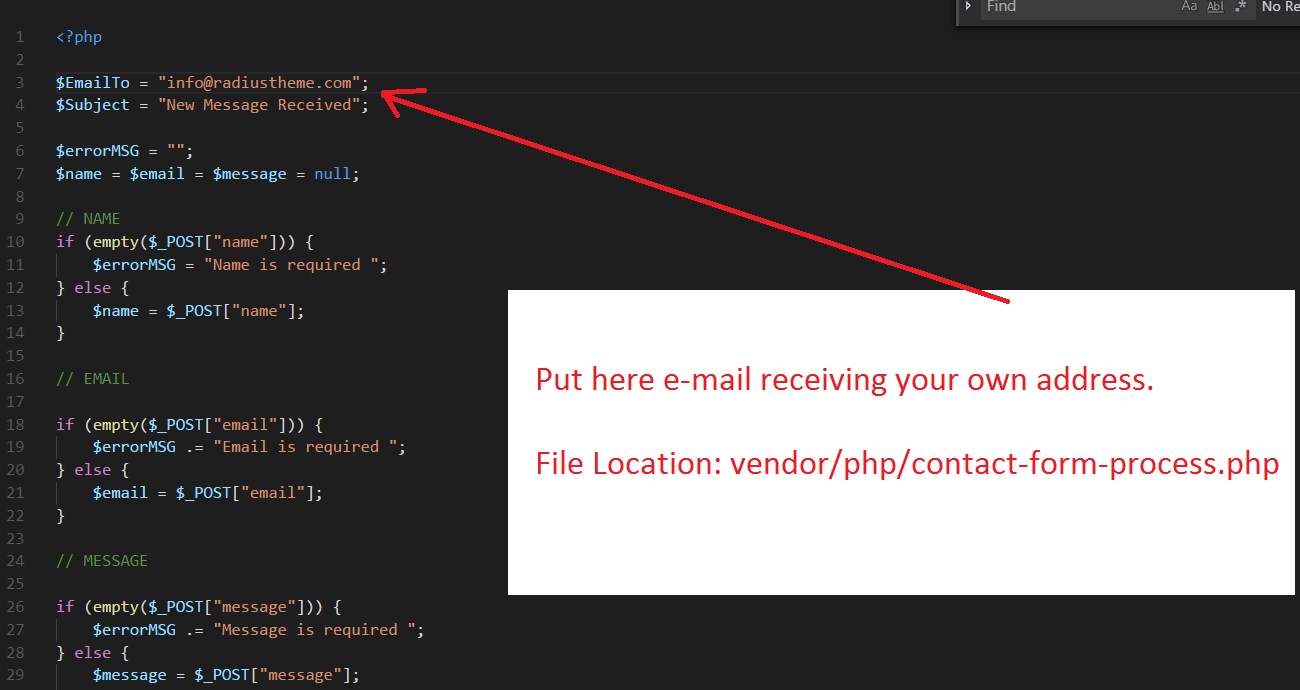 Find Aa Abl .* No Re
1 <?php
2
3 $EmailTo = "info@radiustheme.com";
4 $Subject = "New Message Received";
5
6 $errorMSG = "";
7 $name = $email = $message = null;
8
9 // NAME
10 if (empty($_POST["name"])) {
11 $errorMSG = "Name is required ";
12 } else {
13 $name = $_POST["name"];
14 }
15
16 // EMAIL
17
18 if (empty($_POST["email"])) {
19 $errorMSG .= "Email is required ";
20 } else {
21 $email = $_POST["email"];
22 }
23
24 // MESSAGE
25
26 if (empty($_POST["message"])) {
27 $errorMSG .= "Message is required ";
28 } else {
29 $message = $_POST["message"];
Put here e-mail receiving your own address.
File Location: vendor/php/contact-form-process.php